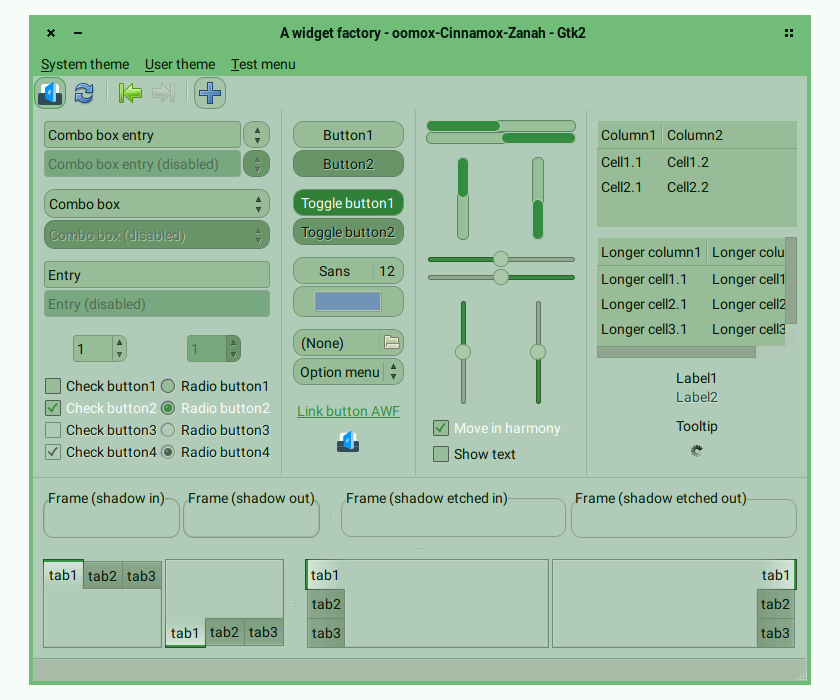 A widget factory - oomox-Cinnamox-Zanah - Gtk2
System theme User theme Test menu
Combo box entry
Combo box entry (disabled)
Combo box
Combo box (disabled)
Entry
Entry (disabled)
1 1
Check button1 Radio button1
Check button2 Radio button2
Check button3 Radio button3
Check button4 Radio button4
Button1
Button2
Toggle button1
Toggle button2
Sans 12
(None)
Option menu
Link button AWF
Move in harmony
Show text
Column1 Column2
Cell1.1 Cell1.2
Cell2.1 Cell2.2
Longer column1 Longer colu
Longer cell1.1 Longer cell1
Longer cell2.1 Longer cell2
Longer cell3.1 Longer cell3
Label1
Label2
Tooltip
Frame (shadow in) Frame (shadow out) Frame (shadow etched in) Frame (shadow etched out)
tab1 tab2 tab3
tab1 tab2 tab3
tab1
tab2
tab3
tab1
tab2
tab3